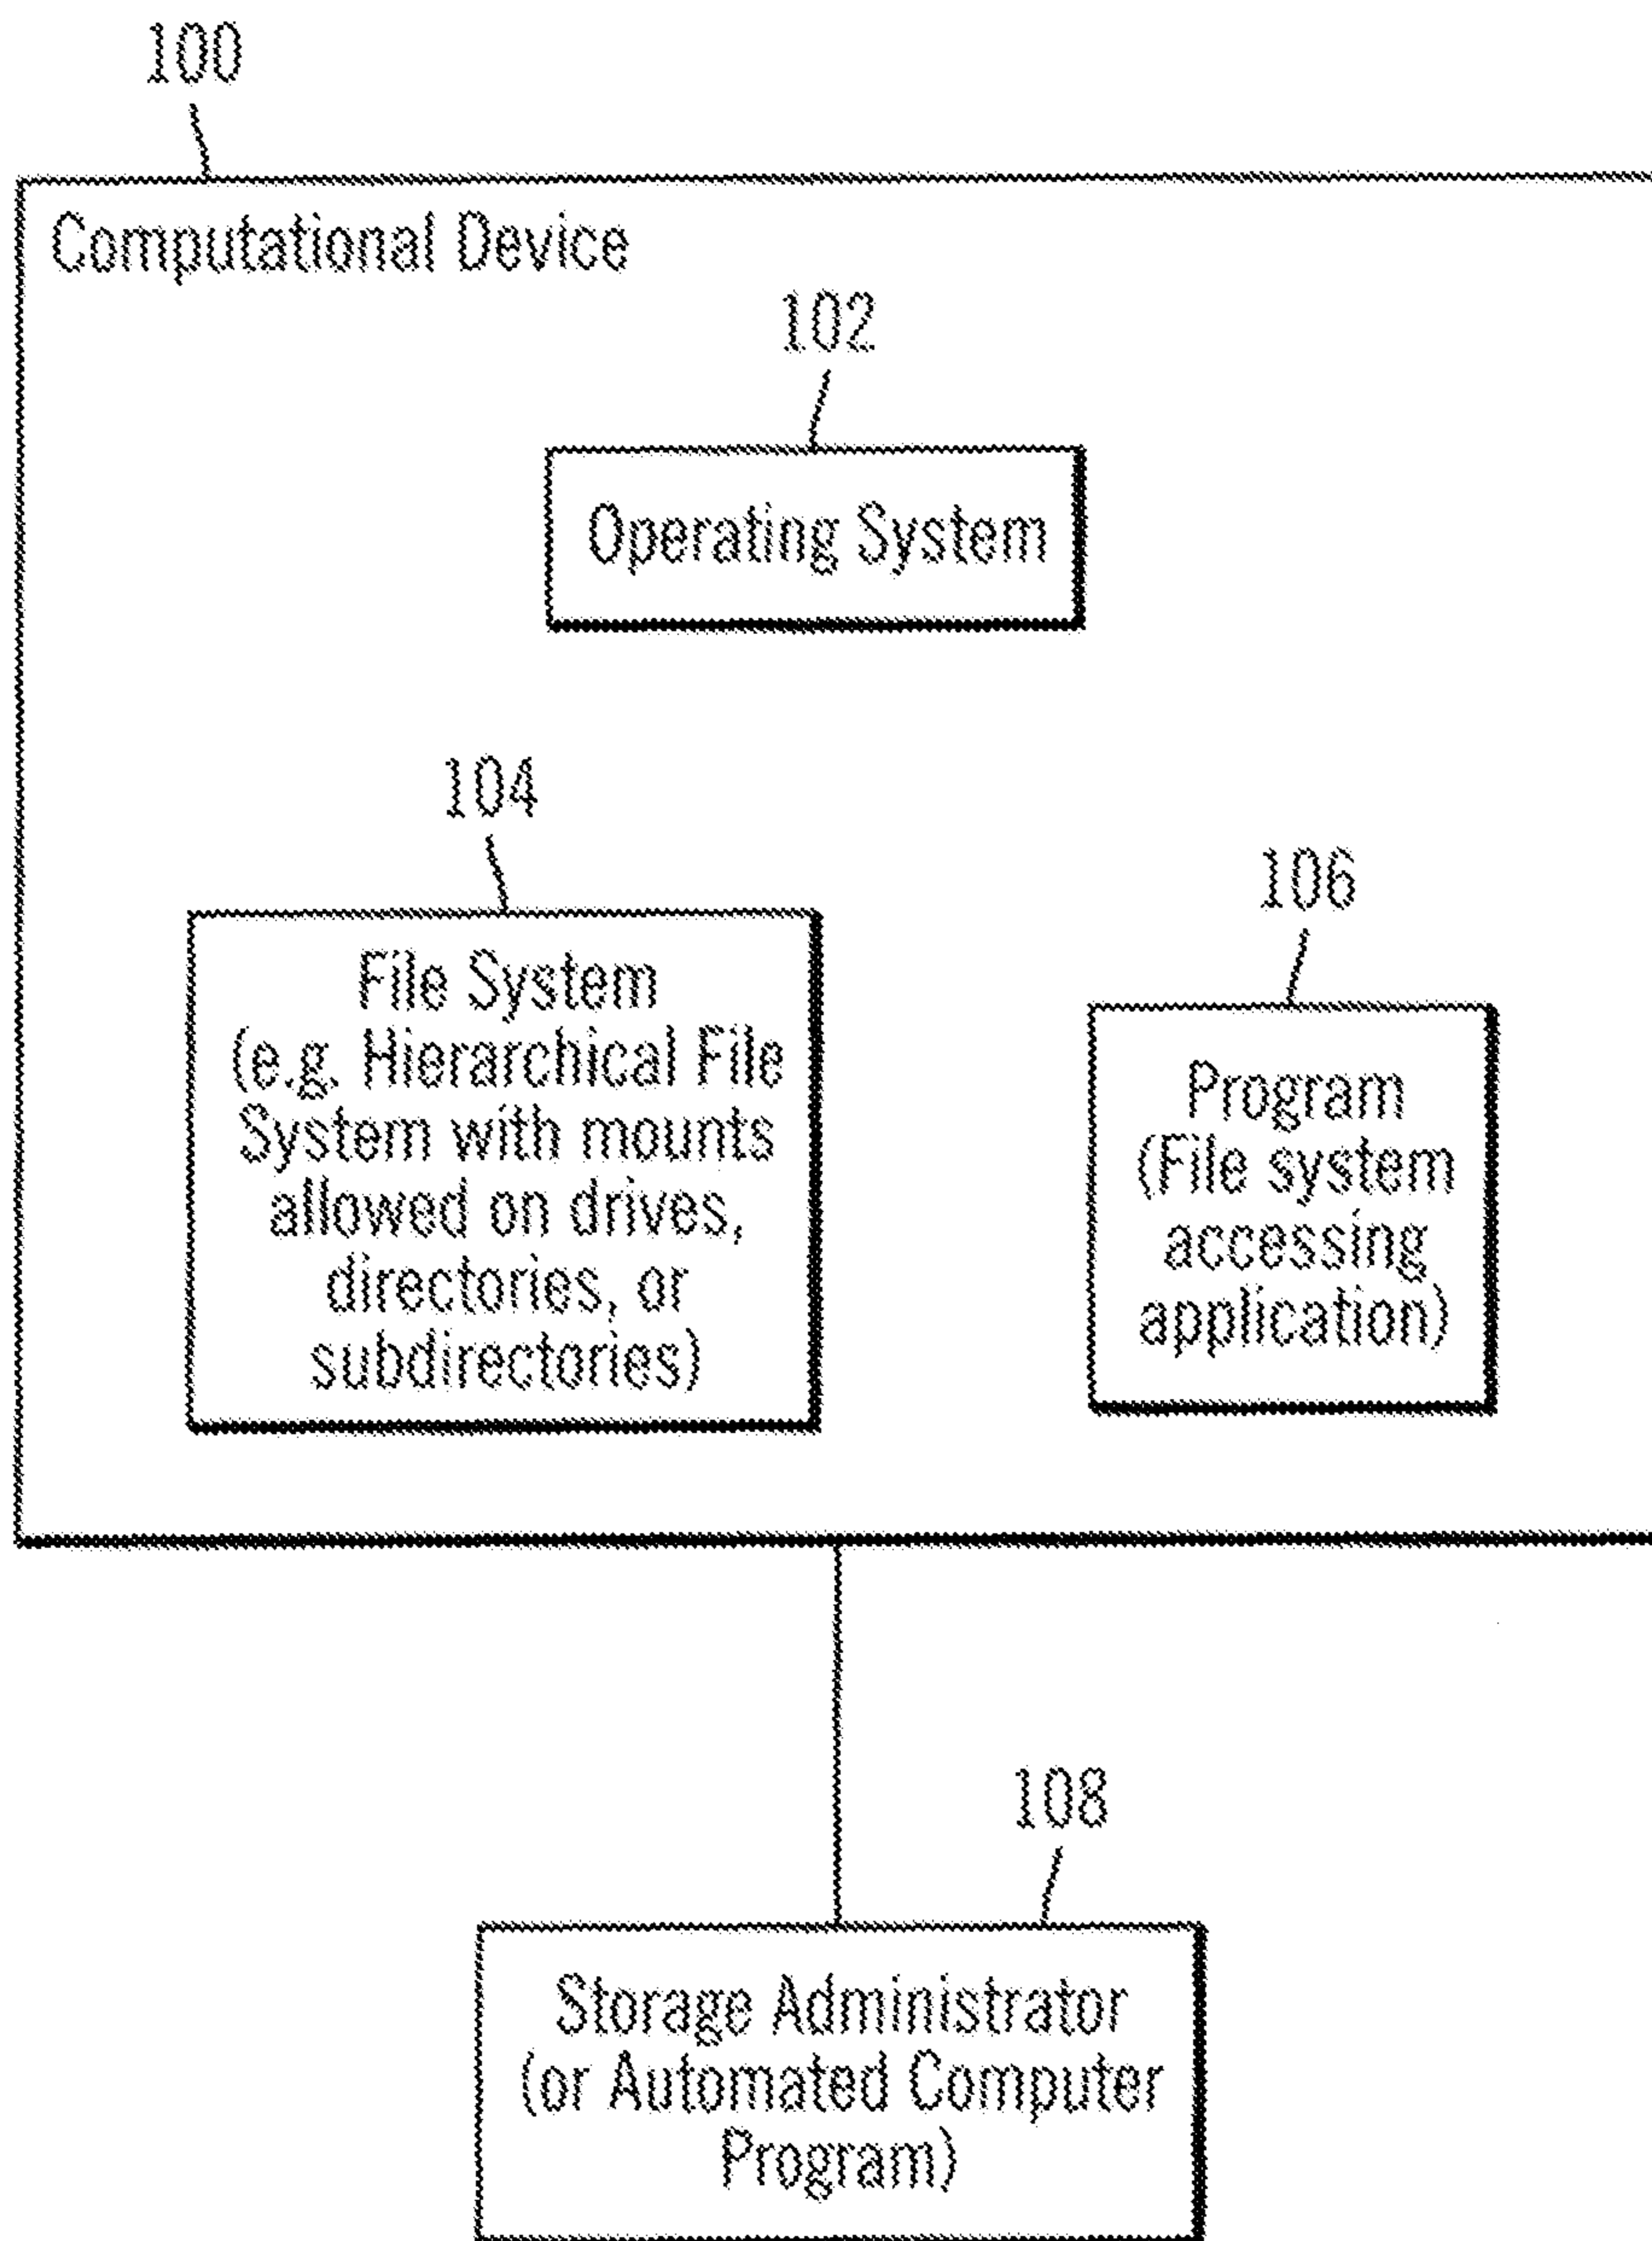 100
Computational Device
102
Operating System
104
File System
(e.g. Hierarchical File
System with mounts
allowed on drives,
directories, or
subdirectories)
106
Program
(File system
accessing
application)
108
Storage Administrator
(or Automated Computer
Program)